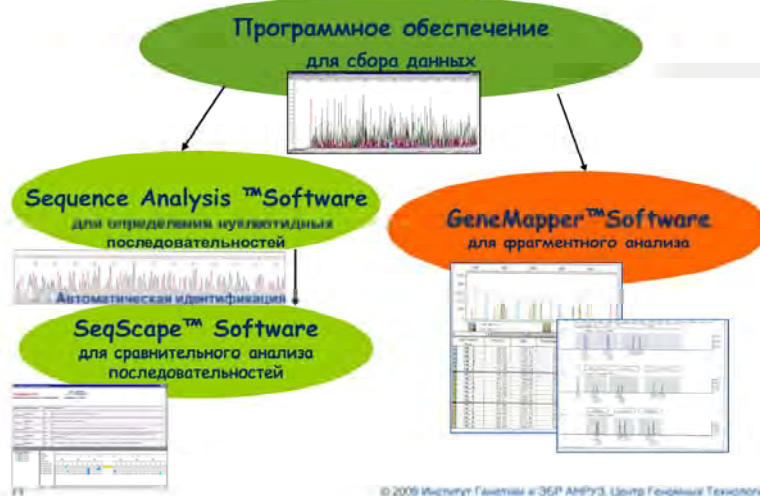 Программное обеспечение
для сбора данных
Sequence Analysis ™Software
для определения нуклеотидных
последовательностей
GeneMapper™Software
для фрагментного анализа
Автоматическая идентификация
SeqScape™ Software
для сравнительного анализа
последовательностей
© 2009 Институт Генетики и ЭБР АНРУЗ, Центр Геномных Технолог